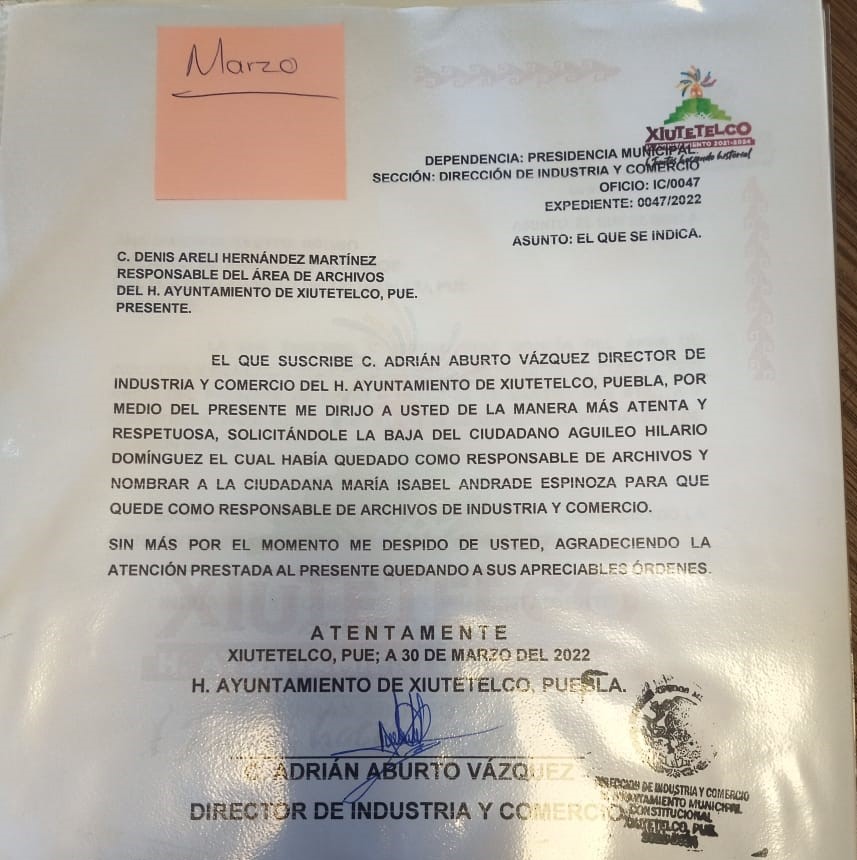 Marzo
XIUTETELCO
AYUNTAMIENTO 2021-2024
¡Juntos haciendo historia!
DEPENDENCIA: PRESIDENCIA MUNICIPAL.
SECCIÓN: DIRECCIÓN DE INDUSTRIA Y COMERCIO
OFICIO: IC/0047
EXPEDIENTE: 0047/2022
ASUNTO: EL QUE SE INDICA.
C. DENIS ARELI HERNÁNDEZ MARTÍNEZ
RESPONSABLE DEL ÁREA DE ARCHIVOS
DEL H. AYUNTAMIENTO DE XIUTETELCO, PUE.
PRESENTE.
EL QUE SUSCRIBE C. ADRIÁN ABURTO VÁZQUEZ DIRECTOR DE
INDUSTRIA Y COMERCIO DEL H. AYUNTAMIENTO DE XIUTETELCO, PUEBLA, POR
MEDIO DEL PRESENTE ME DIRIJO A USTED DE LA MANERA MÁS ATENTA Y
RESPETUOSA, SOLICITÁNDOLE LA BAJA DEL CIUDADANO AGUILEO HILARIO
DOMÍNGUEZ EL CUAL HABÍA QUEDADO COMO RESPONSABLE DE ARCHIVOS Y
NOMBRAR A LA CIUDADANA MARÍA ISABEL ANDRADE ESPINOZA PARA QUE
QUEDE COMO RESPONSABLE DE ARCHIVOS DE INDUSTRIA Y COMERCIO.
SIN MÁS POR EL MOMENTO ME DESPIDO DE USTED, AGRADECIENDO LA
ATENCIÓN PRESTADA AL PRESENTE QUEDANDO A SUS APRECIABLES ÓRDENES.
ATENTAMENTE
XIUTETELCO, PUE; A 30 DE MARZO DEL 2022
H. AYUNTAMIENTO DE XIUTETELCO, PUEBLA.
C. ADRIÁN ABURTO VÁZQUEZ
DIRECTOR DE INDUSTRIA Y COMERCIO
DIRECCION DE INDUSTRIA Y COMERCIO
AYUNTAMIENTO MUNICIPAL
CONSTITUCIONAL
XIUTETELCO, PUE.